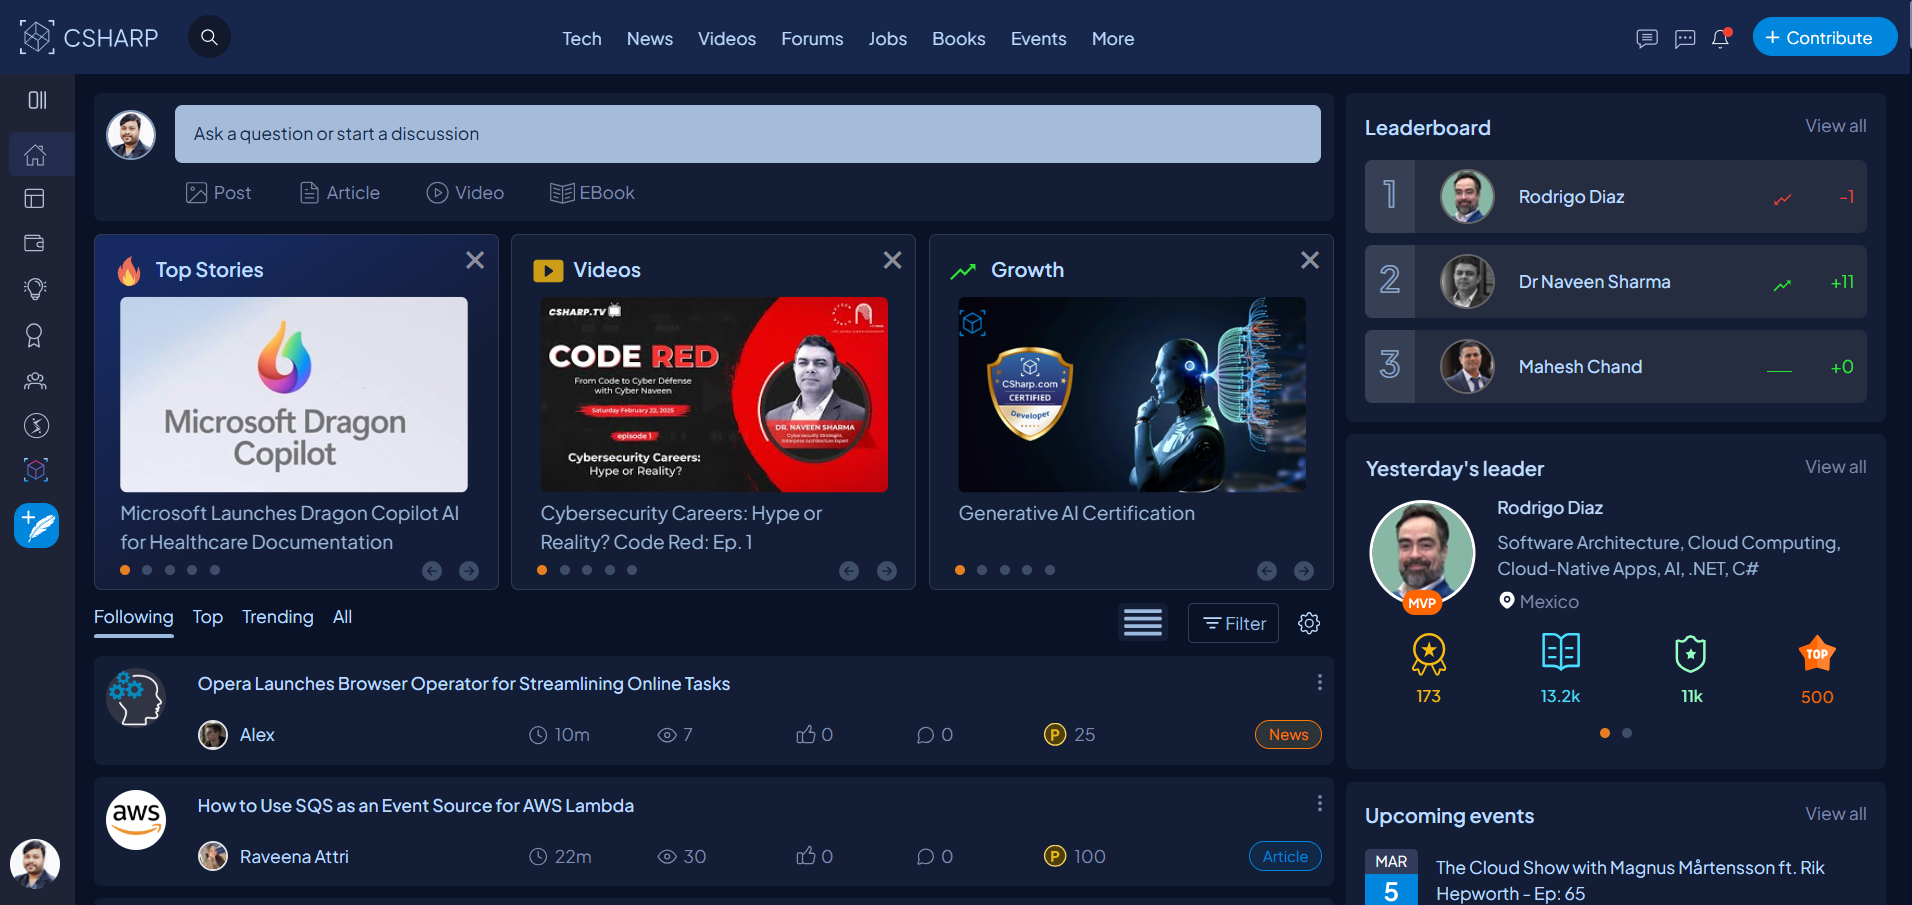 CSHARP
Tech News Videos Forums Jobs Books Events More
+ Contribute
Ask a question or start a discussion
Post Article Video EBook
Top Stories
Microsoft Dragon
Copilot
Microsoft Launches Dragon Copilot AI
for Healthcare Documentation
Videos
CSHARP.TV
CODE RED
From Code to Cyber Defense
with Cyber Naveen
Saturday February 22, 2025
episode 1
Cybersecurity Careers:
Hype or Reality?
DR. NAVEEN SHARMA
Cybersecurity Strategist
Enterprise Architecture Expert
Cybersecurity Careers: Hype or
Reality? Code Red: Ep. 1
Growth
CSharp.com
CERTIFIED
Developer
Generative AI Certification
Following Top Trending All
Filter
Opera Launches Browser Operator for Streamlining Online Tasks
Alex 10m 7 0 0 P 25 News
aws
How to Use SQS as an Event Source for AWS Lambda
Raveena Attri 22m 30 0 0 P 100 Article
Leaderboard View all
1 Rodrigo Diaz -1
2 Dr Naveen Sharma +11
3 Mahesh Chand +0
Yesterday's leader View all
Rodrigo Diaz
Software Architecture, Cloud Computing,
Cloud-Native Apps, AI, .NET, C#
MVP
Mexico
TOP
173 13.2k 11k 500
Upcoming events View all
MAR
5
The Cloud Show with Magnus Mårtensson ft. Rik
Hepworth - Ep: 65